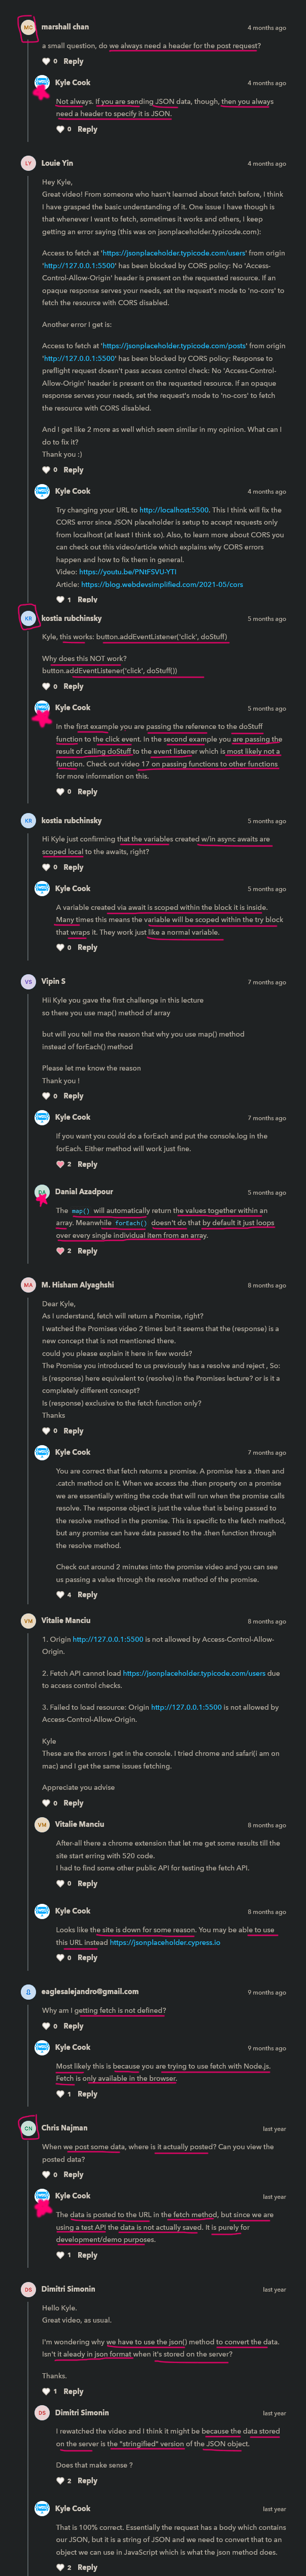 MC
marshall chan
4 months ago
a small question, do we always need a header for the post request?
0 Reply
Kyle Cook
4 months ago
Not always. If you are sending JSON data, though, then you always
need a header to specify it is JSON.
0 Reply
LY
Louie Yin
4 months ago
Hey Kyle,
Great video! From someone who hasn't learned about fetch before, I think
I have grasped the basic understanding of it. One issue I have though is
that whenever I want to fetch, sometimes it works and others, I keep
getting an error saying (this was on jsonplaceholder.typicode.com):
Access to fetch at 'https://jsonplaceholder.typicode.com/users' from origin
'http://127.0.0.1:5500' has been blocked by CORS policy: No 'Access-
Control-Allow-Origin' header is present on the requested resource. If an
opaque response serves your needs, set the request's mode to 'no-cors' to
fetch the resource with CORS disabled.
Another error I get is:
Access to fetch at 'https://jsonplaceholder.typicode.com/posts' from origin
'http://127.0.0.1:5500' has been blocked by CORS policy: Response to
preflight request doesn't pass access control check: No 'Access-Control-
Allow-Origin' header is present on the requested resource. If an opaque
response serves your needs, set the request's mode to 'no-cors' to fetch
the resource with CORS disabled.
And I get like 2 more as well which seem similar in my opinion. What can I
do to fix it?
Thank you :)
0 Reply
Kyle Cook
4 months ago
Try changing your URL to http://localhost:5500. This I think will fix the
CORS error since JSON placeholder is setup to accept requests only
from localhost (at least I think so). Also, to learn more about CORS you
can check out this video/article which explains why CORS errors
happen and how to fix them in general.
Video: https://youtu.be/PNtFSVU-YTI
Article: https://blog.webdevsimplified.com/2021-05/cors
1 Reply
KR
kostia rubchinsky
5 months ago
Kyle, this works: button.addEventListener('click', doStuff)
Why does this NOT work?
button.addEventListener('click', doStuff())
0 Reply
Kyle Cook
5 months ago
In the first example you are passing the reference to the doStuff
function to the click event. In the second example you are passing the
result of calling doStuff to the event listener which is most likely not a
function. Check out video 17 on passing functions to other functions
for more information on this.
0 Reply
KR
kostia rubchinsky
5 months ago
Hi Kyle just confirming that the variables created w/in async awaits are
scoped local to the awaits, right?
0 Reply
Kyle Cook
5 months ago
A variable created via await is scoped within the block it is inside.
Many times this means the variable will be scoped within the try block
that wraps it. They work just like a normal variable.
0 Reply
VS
Vipin S
7 months ago
Hii Kyle you gave the first challenge in this lecture
so there you use map() method of array
but will you tell me the reason that why you use map() method
instead of forEach() method
Please let me know the reason
Thank you !
0 Reply
Kyle Cook
7 months ago
If you want you could do a forEach and put the console.log in the
forEach. Either method will work just fine.
2 Reply
Danial Azadpour
5 months ago
The map() will automatically return the values together within an
array. Meanwhile forEach() doesn't do that by default it just loops
over every single individual item from an array.
2 Reply
MA
M. Hisham Alyaghshi
8 months ago
Dear Kyle,
As I understand, fetch will return a Promise, right?
I watched the Promises video 2 times but it seems that the (response) is a
new concept that is not mentioned there.
could you please explain it here in few words?
The Promise you introduced to us previously has a resolve and reject , So:
is (response) here equivalent to (resolve) in the Promises lecture? or is it a
completely different concept?
Is (response) exclusive to the fetch function only?
Thanks
0 Reply
Kyle Cook
7 months ago
You are correct that fetch returns a promise. A promise has a .then and
.catch method on it. When we access the .then property on a promise
we are essentially writing the code that will run when the promise calls
resolve. The response object is just the value that is being passed to
the resolve method in the promise. This is specific to the fetch method,
but any promise can have data passed to the .then function through
the resolve method.
Check out around 2 minutes into the promise video and you can see
us passing a value through the resolve method of the promise.
4 Reply
VM
Vitalie Manciu
8 months ago
1. Origin http://127.0.0.1:5500 is not allowed by Access-Control-Allow-
Origin.
2. Fetch API cannot load https://jsonplaceholder.typicode.com/users due
to access control checks.
3. Failed to load resource: Origin http://127.0.0.1:5500 is not allowed by
Access-Control-Allow-Origin.
Kyle
These are the errors I get in the console. I tried chrome and safari(i am on
mac) and I get the same issues fetching.
Appreciate you advise
0 Reply
VM
Vitalie Manciu
8 months ago
After-all there a chrome extension that let me get some results till the
site start erring with 520 code.
I had to find some other public API for testing the fetch API.
0 Reply
Kyle Cook
8 months ago
Looks like the site is down for some reason. You may be able to use
this URL instead https://jsonplaceholder.cypress.io
0 Reply
eaglesalejandro@gmail.com
9 months ago
Why am I getting fetch is not defined?
0 Reply
Kyle Cook
9 months ago
Most likely this is because you are trying to use fetch with Node.js.
Fetch is only available in the browser.
1 Reply
CN
Chris Najman
last year
When we post some data, where is it actually posted? Can you view the
posted data?
0 Reply
Kyle Cook
last year
The data is posted to the URL in the fetch method, but since we are
using a test API the data is not actually saved. It is purely for
development/demo purposes.
1 Reply
DS
Dimitri Simonin
last year
Hello Kyle.
Great video, as usual.
I'm wondering why we have to use the json() method to convert the data.
Isn't it aleady in json format when it's stored on the server?
Thanks.
1 Reply
DS
Dimitri Simonin
last year
I rewatched the video and I think it might be because the data stored
on the server is the "stringified" version of the JSON object.
Does that make sense ?
2 Reply
Kyle Cook
last year
That is 100% correct. Essentially the request has a body which contains
our JSON, but it is a string of JSON and we need to convert that to an
object we can use in JavaScript which is what the json method does.
2 Reply